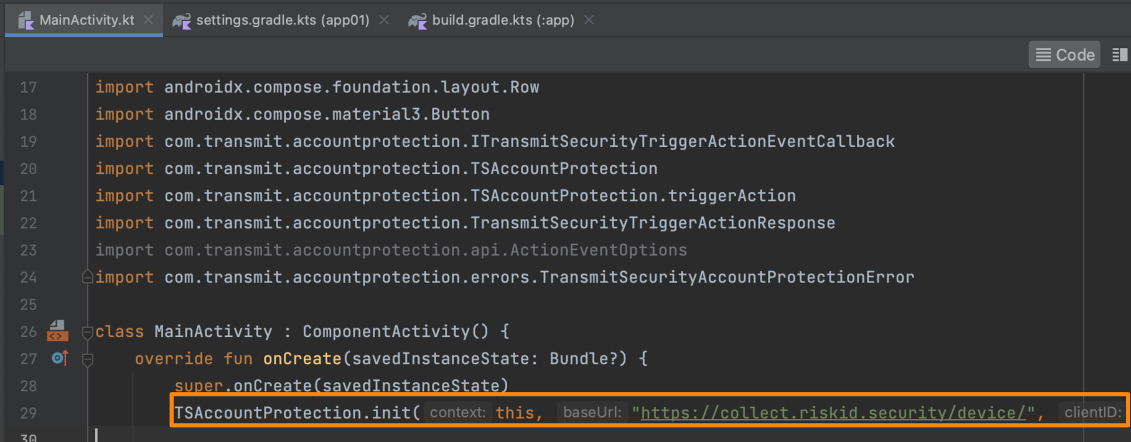 MainActivity.kt settings.gradle.kts (app01) build.gradle.kts (:app)
Code
17 import androidx.compose.foundation.layout.Row
18 import androidx.compose.material3.Button
19 import com.transmit.accountprotection.ITransmitSecurityTriggerActionEventCallback
20 import com.transmit.accountprotection.TSAccountProtection
21 import com.transmit.accountprotection.TSAccountProtection.triggerAction
22 import com.transmit.accountprotection.TransmitSecurityTriggerActionResponse
23 import com.transmit.accountprotection.api.ActionEventOptions
24 import com.transmit.accountprotection.errors.TransmitSecurityAccountProtectionError
25
26 class MainActivity : ComponentActivity() {
27 override fun onCreate(savedInstanceState: Bundle?) {
28 super.onCreate(savedInstanceState)
29 TSAccountProtection.init( context: this, baseUrl: "https://collect.riskid.security/device/", clientID:
30